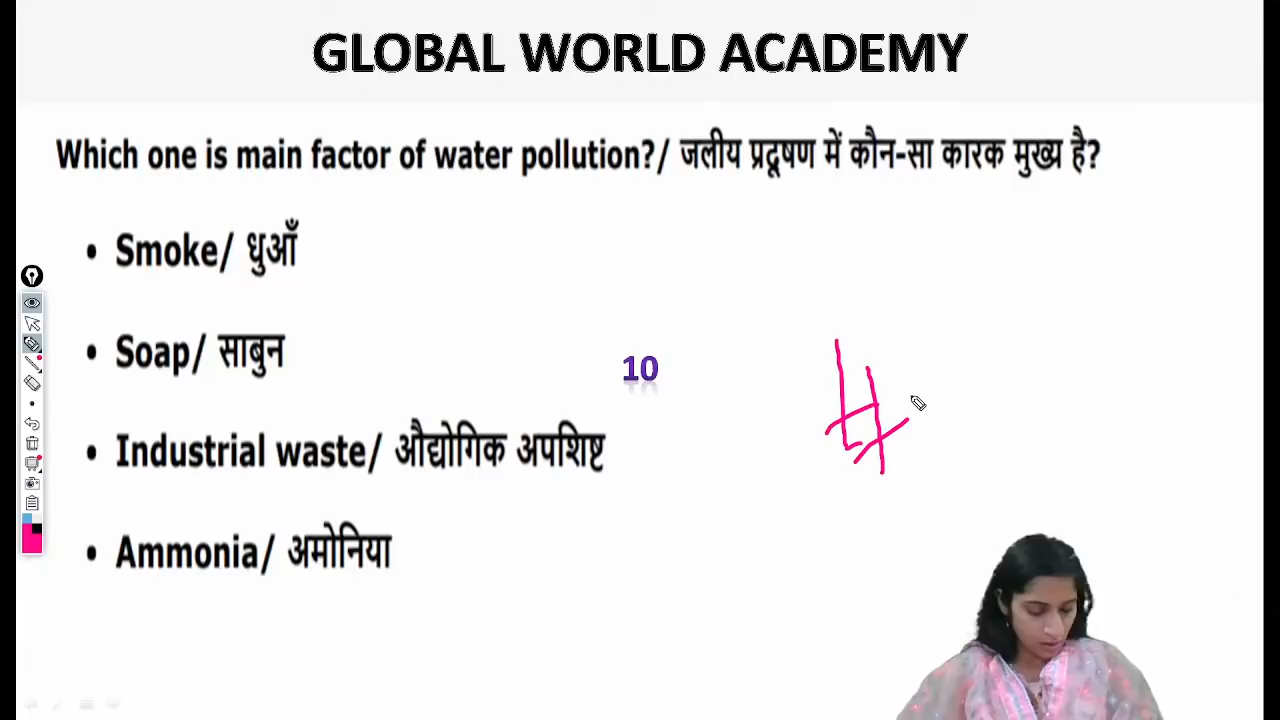 GLOBAL WORLD ACADEMY
Which one is main factor of water pollution?/ जलीय प्रदूषण में कौन-सा कारक मुख्य है?
• Smoke/ धुआँ
• Soap/ साबुन
10
• Industrial waste/ औद्योगिक अपशिष्ट
• Ammonia/ अमोनिया